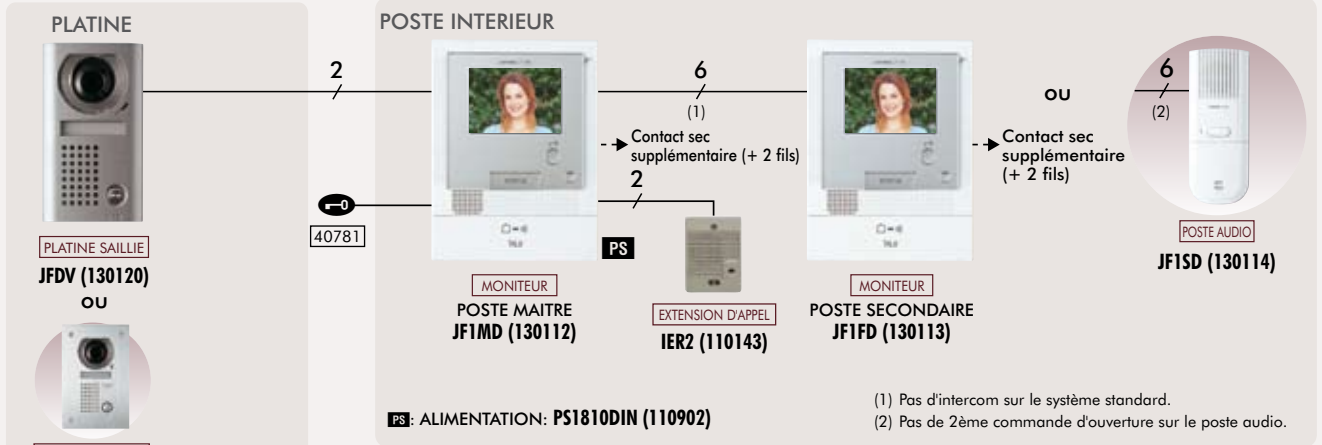 PLATINE
POSTE INTERIEUR
2
6
(1)
6
(2)
OU
Contact sec
supplémentaire (+ 2 fils)
2
Contact sec
supplémentaire
(+ 2 fils)
40781
PS
PLATINE SAILLIE
JFDV (130120)
OU
MONITEUR
POSTE MAITRE
JF1MD (130112)
EXTENSION D'APPEL
IER2 (110143)
MONITEUR
POSTE SECONDAIRE
JF1FD (130113)
POSTE AUDIO
JF1SD (130114)
PS: ALIMENTATION: PS1810DIN (110902)
(1) Pas d'intercom sur le système standard.
(2) Pas de 2ème commande d'ouverture sur le poste audio.